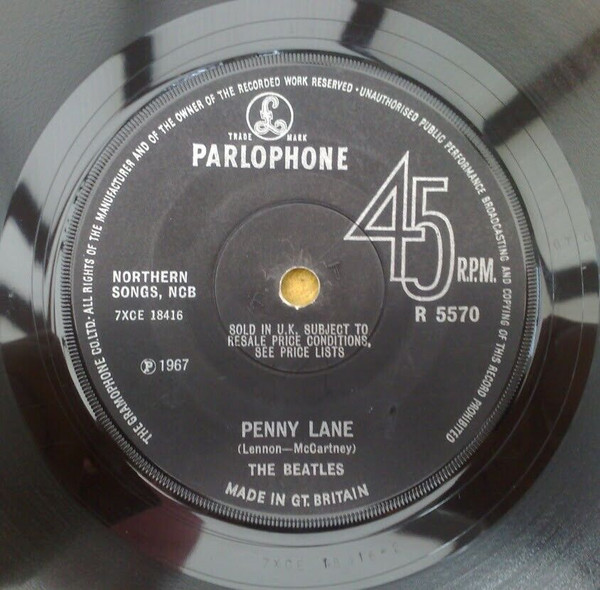 THE GRAMOPHONE CO. LTD. ALL RIGHTS OF THE MANUFACTURER AND OF THE OWNER OF THE RECORDED WORK RESERVED · UNAUTHORISED PUBLIC PERFORMANCE BROADCASTING AND COPYING OF THIS RECORD PROHIBITED
£
TRADE MARK
PARLOPHONE
45 R.P.M.
NORTHERN
SONGS, NCB
7XCE 18416
R 5570
SOLD IN U.K. SUBJECT TO
RESALE PRICE CONDITIONS,
SEE PRICE LISTS
℗ 1967
PENNY LANE
(Lennon—McCartney)
THE BEATLES
MADE IN GT. BRITAIN